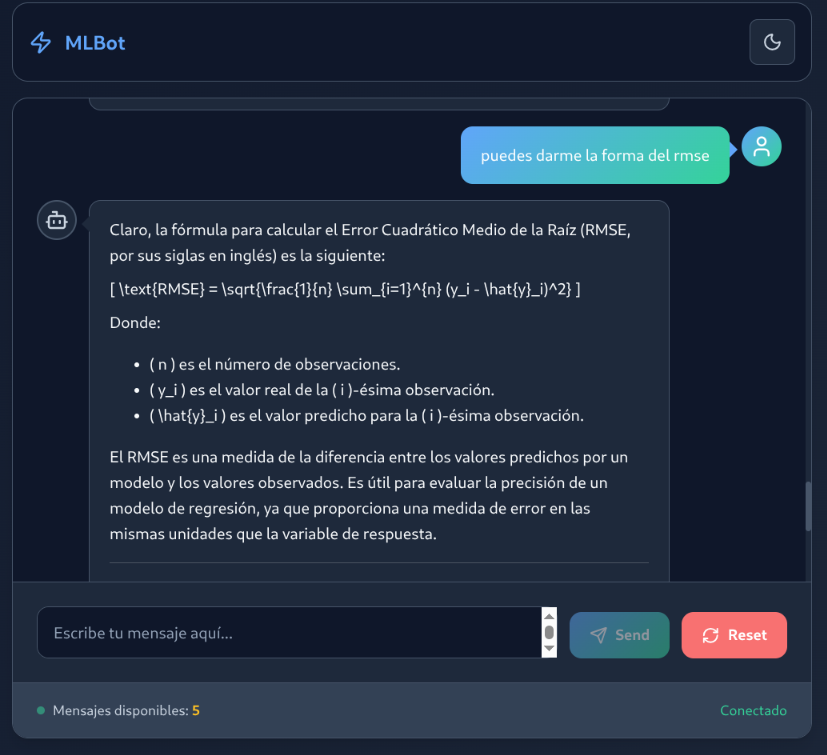 MLBot
puedes darme la forma del rmse
Claro, la fórmula para calcular el Error Cuadrático Medio de la Raíz (RMSE,
por sus siglas en inglés) es la siguiente:
[ \text{RMSE} = \sqrt{\frac{1}{n} \sum_{i=1}^{n} (y_i - \hat{y}_i)^2} ]
Donde:
• ( n ) es el número de observaciones.
• ( y_i ) es el valor real de la ( i )-ésima observación.
• ( \hat{y}_i ) es el valor predicho para la ( i )-ésima observación.
El RMSE es una medida de la diferencia entre los valores predichos por un
modelo y los valores observados. Es útil para evaluar la precisión de un
modelo de regresión, ya que proporciona una medida de error en las
mismas unidades que la variable de respuesta.
Escribe tu mensaje aquí...
Send
Reset
Mensajes disponibles: 5
Conectado